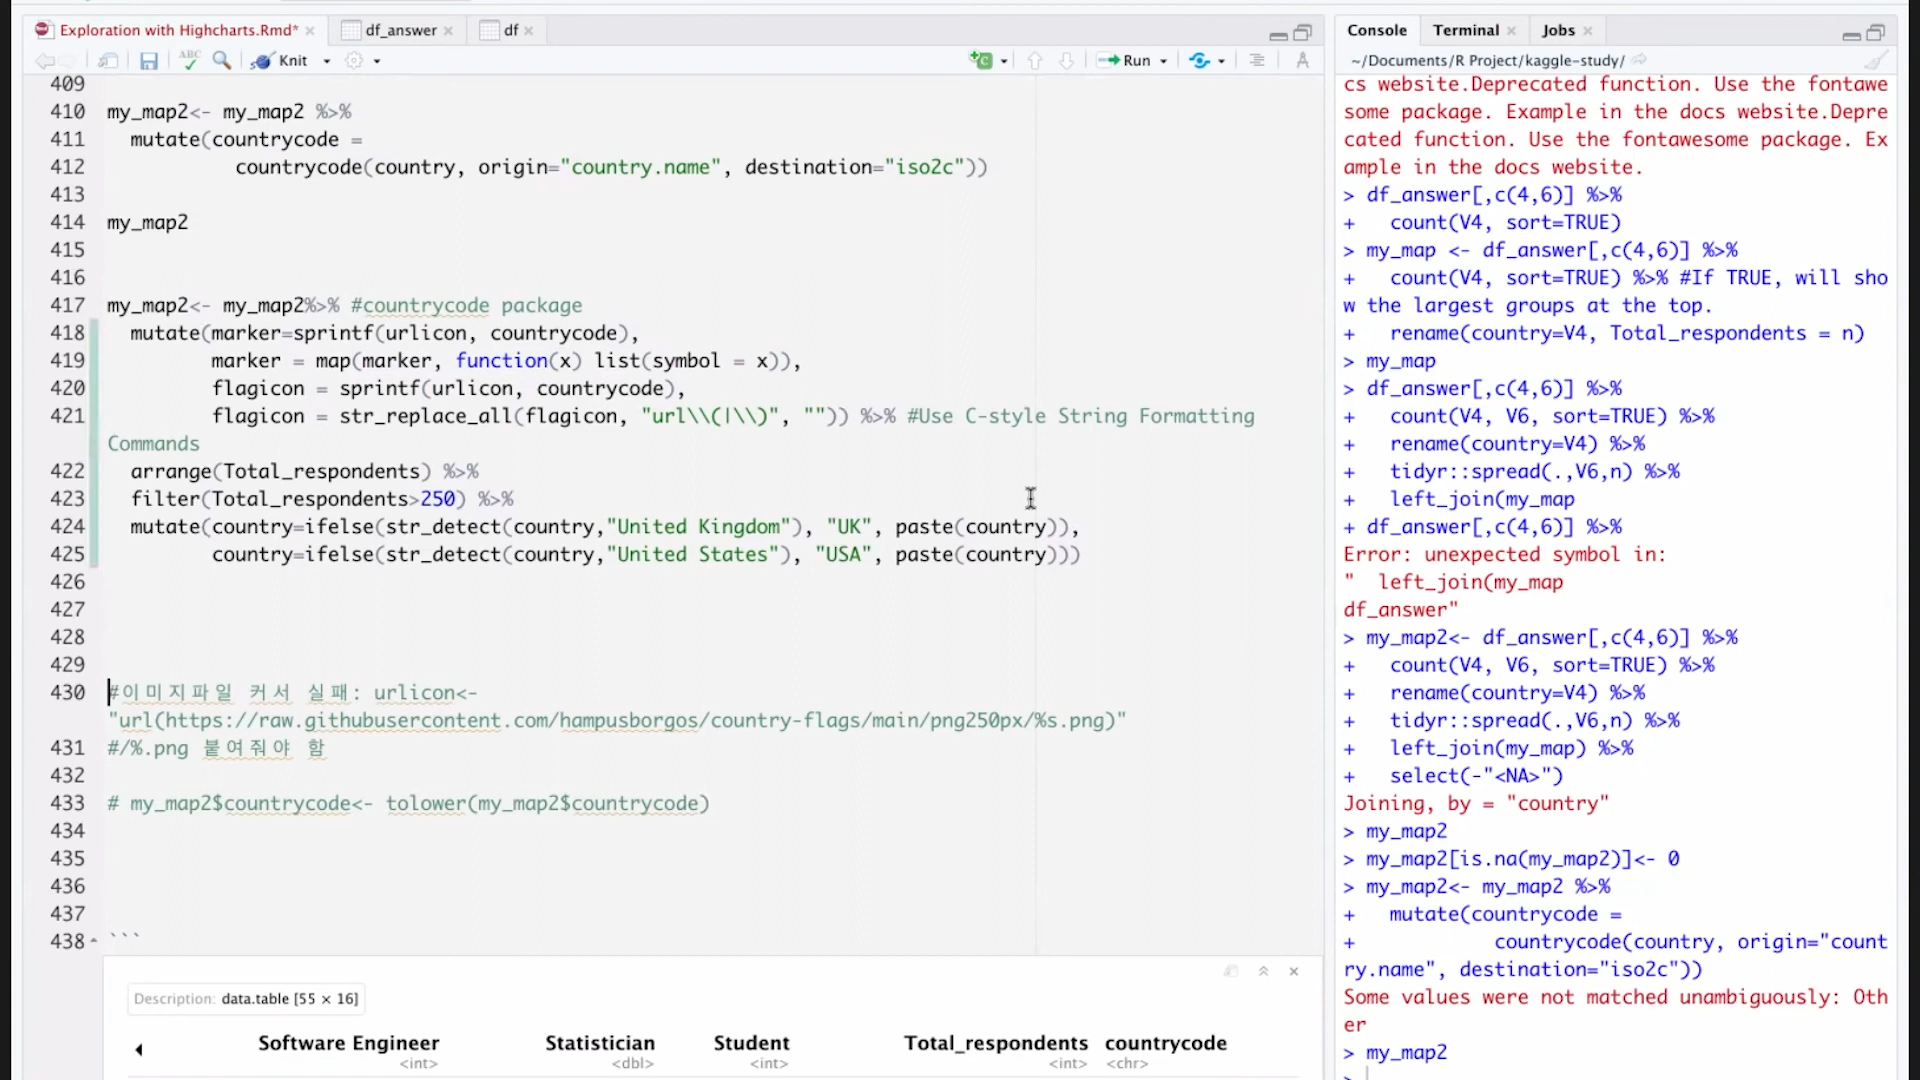 Exploration with Highcharts.Rmd*
df_answer
df
Knit
Run
409
410 my_map2<- my_map2 %>%
411   mutate(countrycode =
412            countrycode(country, origin="country.name", destination="iso2c"))
413
414 my_map2
415
416
417 my_map2<- my_map2%>% #countrycode package
418   mutate(marker=sprintf(urlicon, countrycode),
419          marker = map(marker, function(x) list(symbol = x)),
420          flagicon = sprintf(urlicon, countrycode),
421          flagicon = str_replace_all(flagicon, "url\\(|\\)", "")) %>% #Use C-style String Formatting
Commands
422   arrange(Total_respondents) %>%
423   filter(Total_respondents>250) %>%
424   mutate(country=ifelse(str_detect(country,"United Kingdom"), "UK", paste(country)),
425          country=ifelse(str_detect(country,"United States"), "USA", paste(country)))
426
427
428
429
430 #이미지파일 커서 실패: urlicon<-
"url(https://raw.githubusercontent.com/hampusborgos/country-flags/main/png250px/%s.png)"
431 #/%.png 붙여줘야 함
432
433 # my_map2$countrycode<- tolower(my_map2$countrycode)
434
435
436
437
438 ```
Description: data.table [55 × 16]
Software Engineer Statistician Student Total_respondents countrycode
<int> <dbl> <int> <int> <chr>
Console Terminal Jobs
~/Documents/R Project/kaggle-study/
cs website.Deprecated function. Use the fontawe
some package. Example in the docs website.Depre
cated function. Use the fontawesome package. Ex
ample in the docs website.
> df_answer[,c(4,6)] %>%
+   count(V4, sort=TRUE)
> my_map <- df_answer[,c(4,6)] %>%
+   count(V4, sort=TRUE) %>% #If TRUE, will sho
w the largest groups at the top.
+   rename(country=V4, Total_respondents = n)
> my_map
> df_answer[,c(4,6)] %>%
+   count(V4, V6, sort=TRUE) %>%
+   rename(country=V4) %>%
+   tidyr::spread(.,V6,n) %>%
+   left_join(my_map
+ df_answer[,c(4,6)] %>%
Error: unexpected symbol in:
"  left_join(my_map
df_answer"
> my_map2<- df_answer[,c(4,6)] %>%
+   count(V4, V6, sort=TRUE) %>%
+   rename(country=V4) %>%
+   tidyr::spread(.,V6,n) %>%
+   left_join(my_map) %>%
+   select(-"<NA>")
Joining, by = "country"
> my_map2
> my_map2[is.na(my_map2)]<- 0
> my_map2<- my_map2 %>%
+   mutate(countrycode =
+            countrycode(country, origin="count
ry.name", destination="iso2c"))
Some values were not matched unambiguously: Oth
er
> my_map2
>